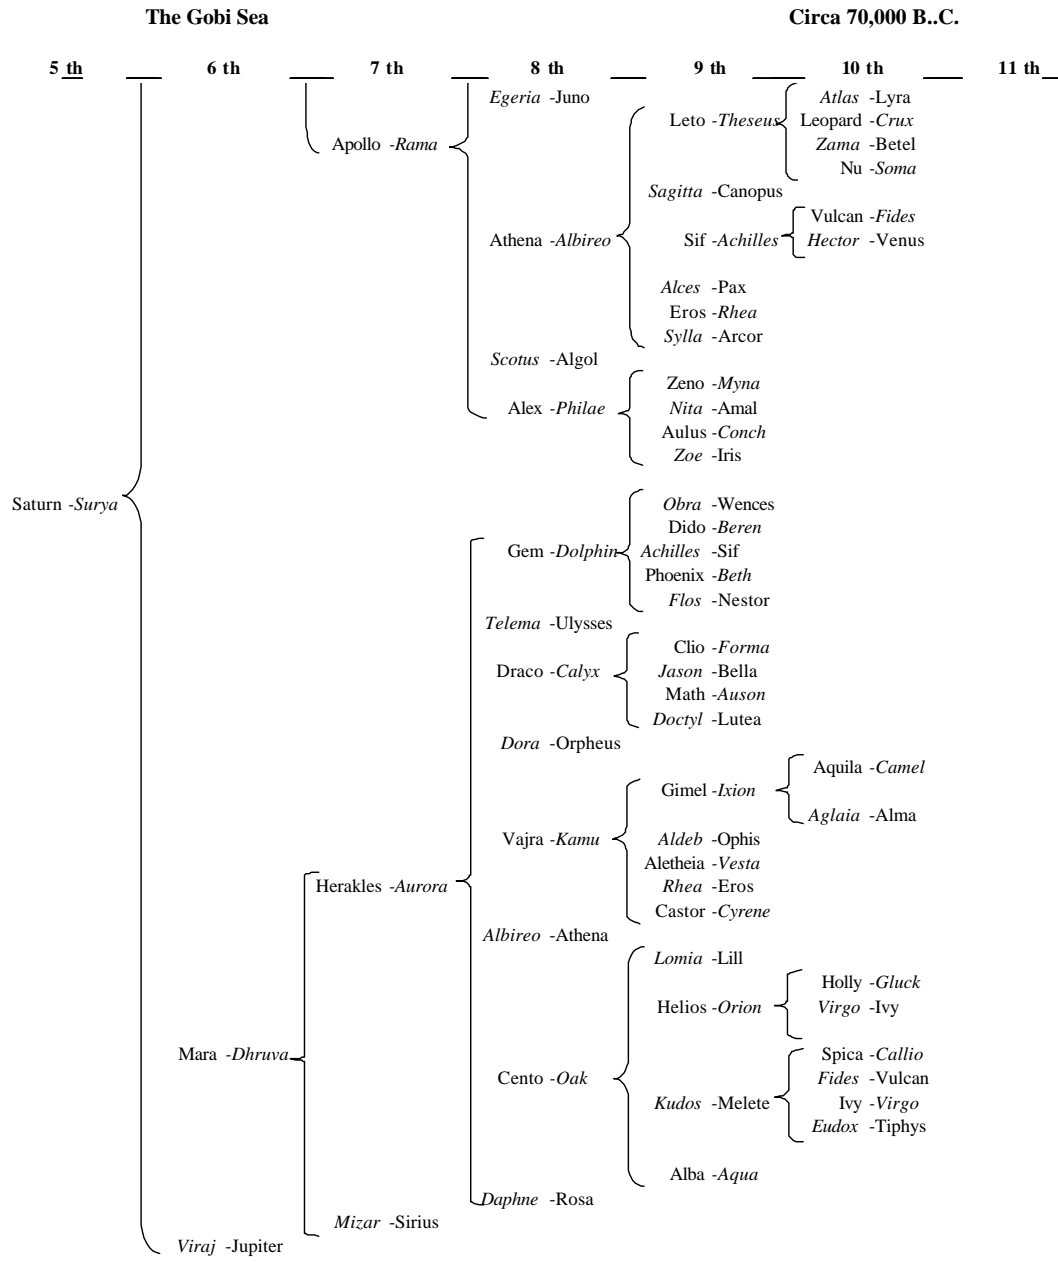 The Gobi Sea Circa 70,000 B..C.
5 th 6 th 7 th 8 th 9 th 10 th 11 th
Egeria -Juno
Atlas -Lyra
Leto -Theseus
Leopard -Crux
Apollo -Rama
Zama -Betel
Nu -Soma
Sagitta -Canopus
Vulcan -Fides
Athena -Albireo
Sif -Achilles
Hector -Venus
Alces -Pax
Eros -Rhea
Sylla -Arcor
Scotus -Algol
Zeno -Myna
Alex -Philae
Nita -Amal
Aulus -Conch
Zoe -Iris
Saturn -Surya
Obra -Wences
Dido -Beren
Gem -Dolphin
Achilles -Sif
Phoenix -Beth
Flos -Nestor
Telema -Ulysses
Clio -Forma
Draco -Calyx
Jason -Bella
Math -Auson
Doctyl -Lutea
Dora -Orpheus
Aquila -Camel
Gimel -Ixion
Aglaia -Alma
Vajra -Kamu
Aldeb -Ophis
Aletheia -Vesta
Herakles -Aurora
Rhea -Eros
Castor -Cyrene
Albireo -Athena
Lomia -Lill
Holly -Gluck
Helios -Orion
Virgo -Ivy
Mara -Dhruva
Spica -Callio
Cento -Oak
Fides -Vulcan
Kudos -Melete
Ivy -Virgo
Eudox -Tiphys
Alba -Aqua
Daphne -Rosa
Mizar -Sirius
Viraj -Jupiter